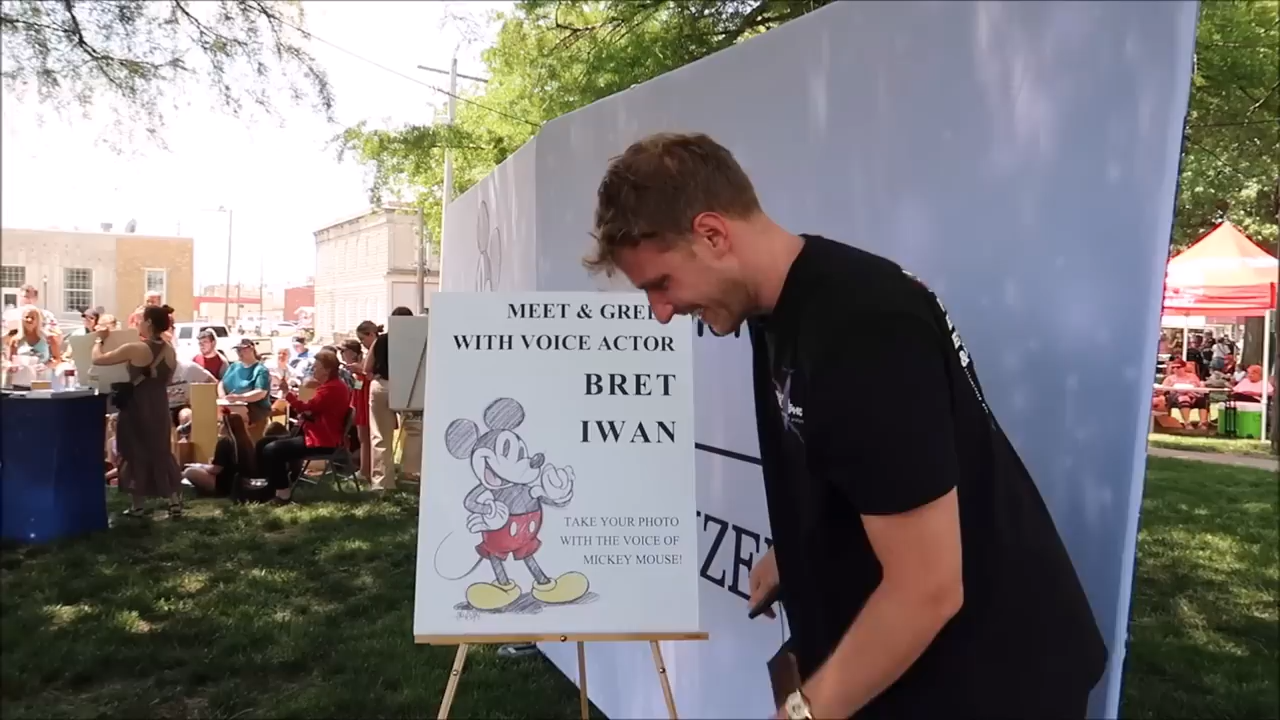 MEET & GREE
WITH VOICE ACTOR
BRET
IWAN
TAKE YOUR PHOTO
WITH THE VOICE OF
MICKEY MOUSE!